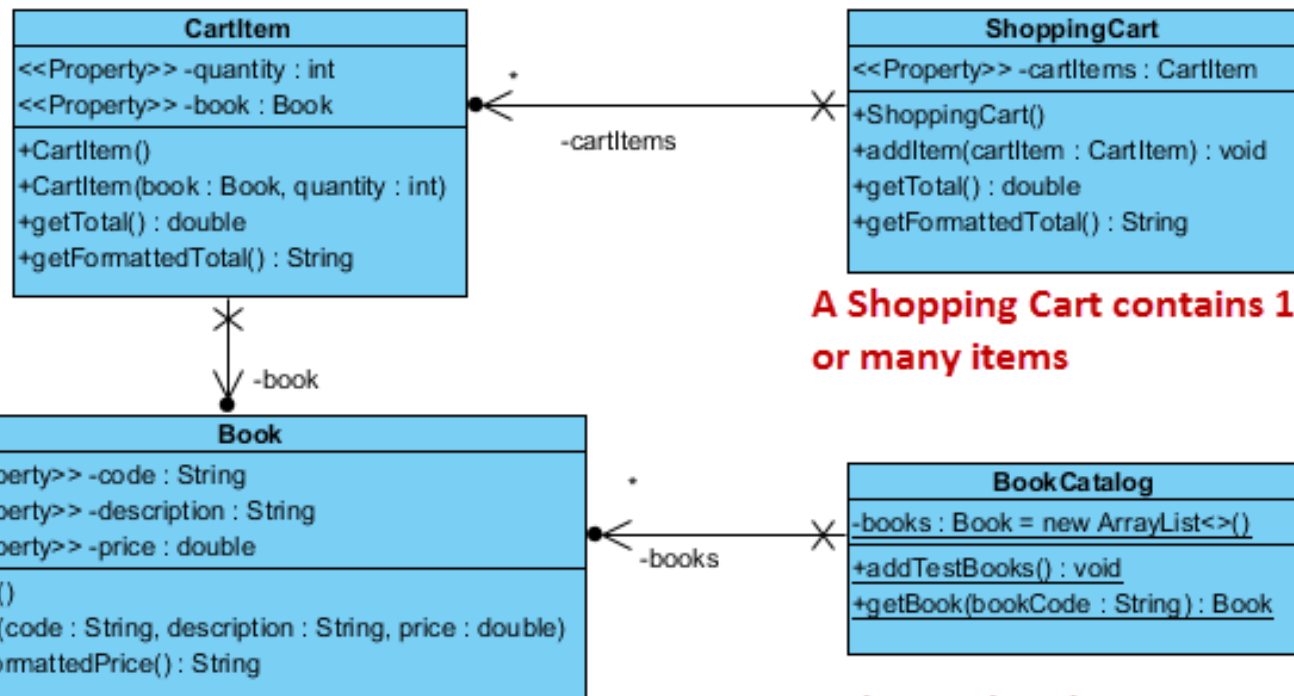 CartItem
<<Property>> -quantity : int
<<Property>> -book : Book
+CartItem()
+CartItem(book : Book, quantity : int)
+getTotal() : double
+getFormattedTotal() : String
*
-cartItems
ShoppingCart
<<Property>> -cartItems : CartItem
+ShoppingCart()
+addItem(cartItem : CartItem) : void
+getTotal() : double
+getFormattedTotal() : String
A Shopping Cart contains 1
or many items
-book
Book
perty>> -code : String
perty>> -description : String
perty>> -price : double
()
(code : String, description : String, price : double)
ormattedPrice() : String
*
-books
BookCatalog
-books : Book = new ArrayList<>()
+addTestBooks() : void
+getBook(bookCode : String) : Book